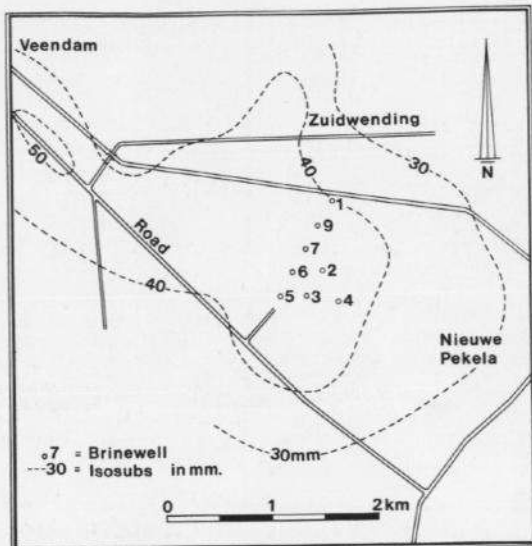 Veendam
Zuidwending
50
40
30
N
1
Road
9
7
6
2
40
5
3
4
Nieuwe
Pekela
30mm
7 = Brinewell
30 = Isosubs in mm.
0 1 2km